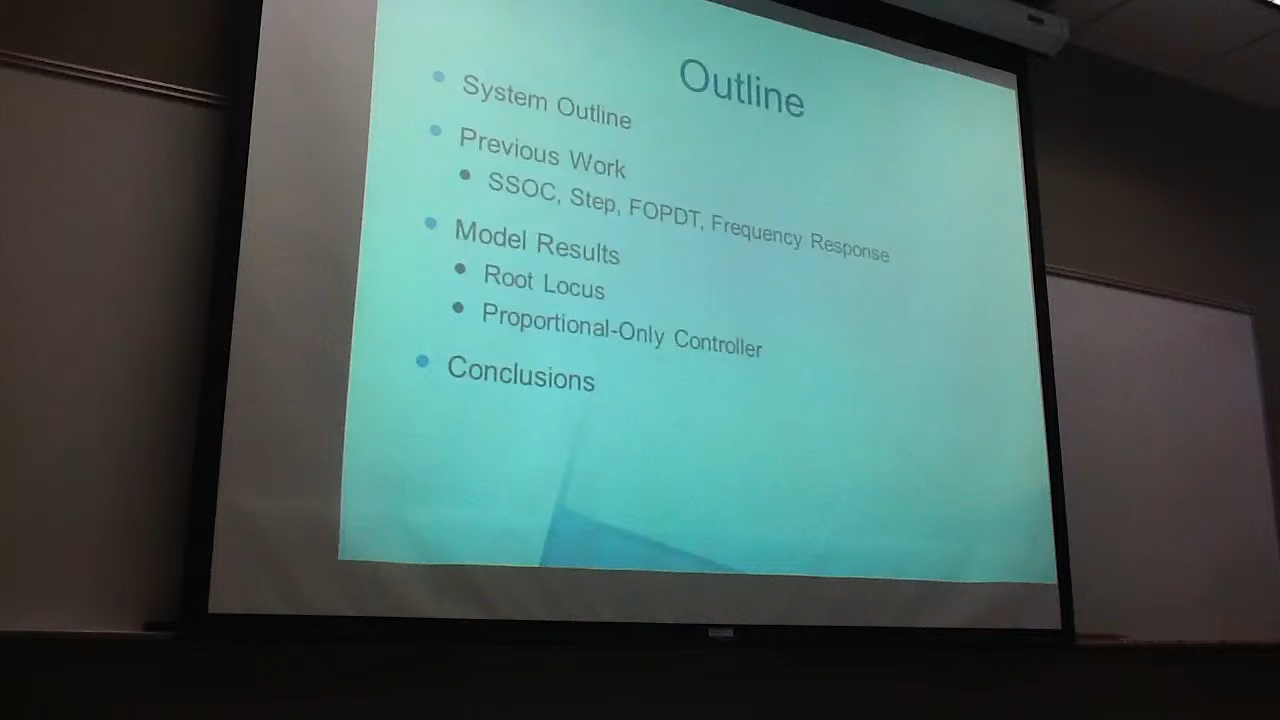 Outline
System Outline
Previous Work
SSOC, Step, FOPDT, Frequency Response
Model Results
Root Locus
Proportional-Only Controller
Conclusions